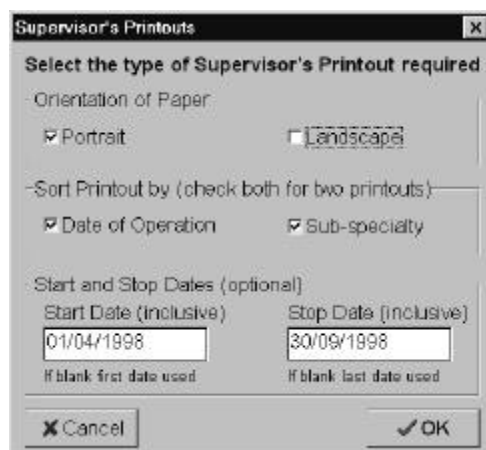 Supervisor's Printouts
Select the type of Supervisor's Printout required
Orientation of Paper
Portrait Landscape
Sort Printout by (check both for two printouts)
Date of Operation Sub-specialty
Start and Stop Dates (optional)
Start Date (inclusive) Stop Date (inclusive)
01/04/1998 30/09/1998
If blank first date used If blank last date used
Cancel OK